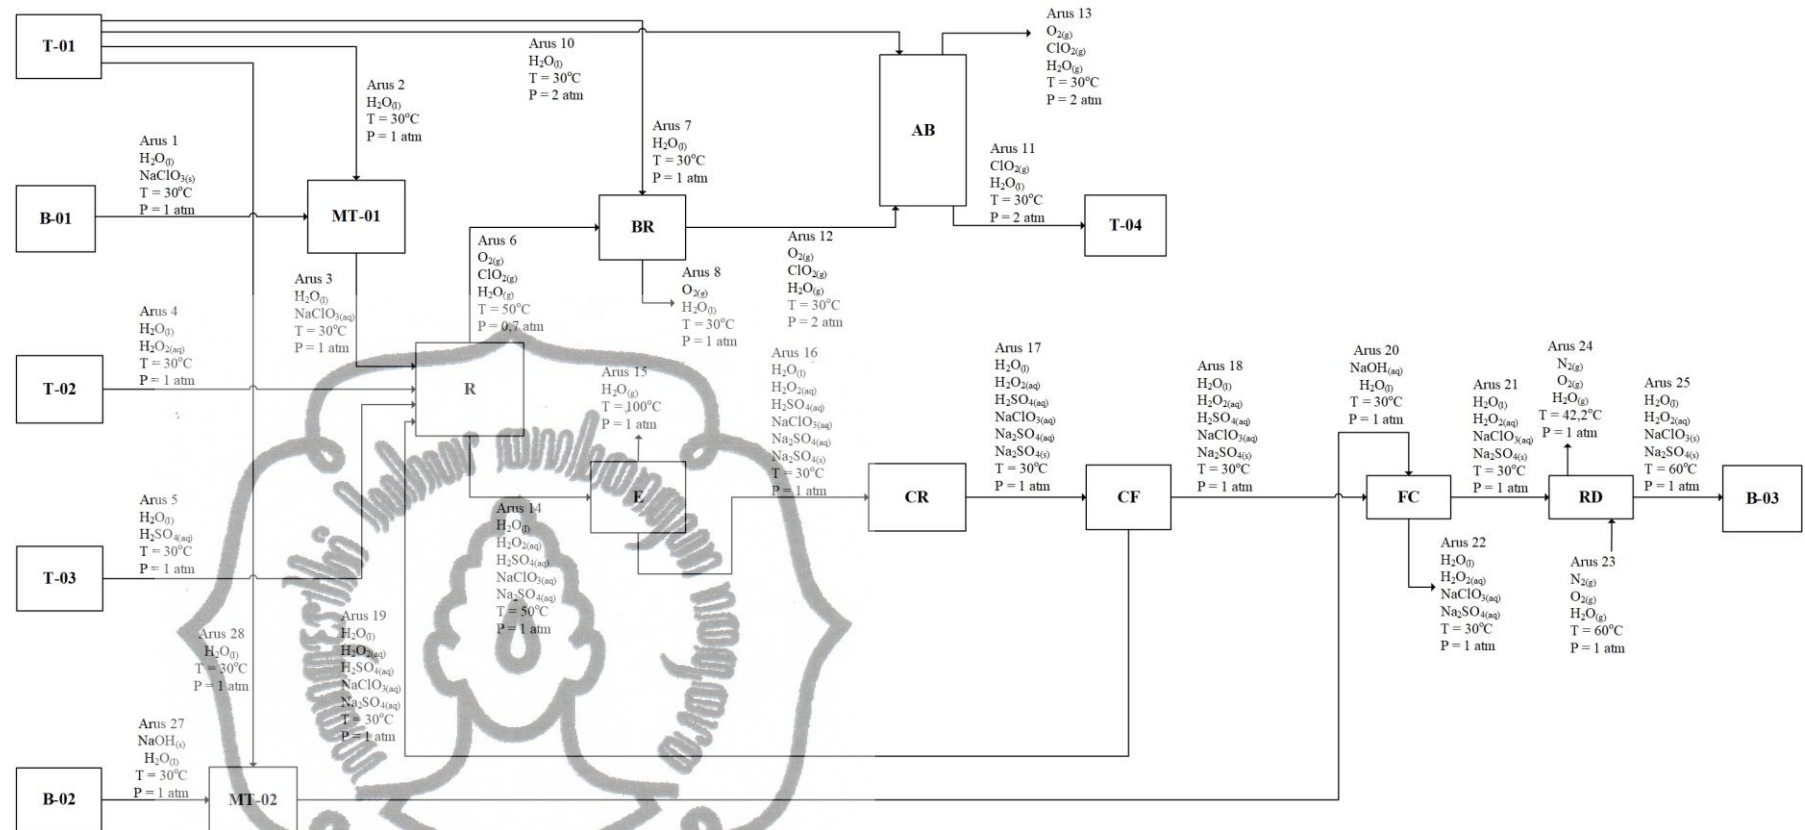 T-01
Arus 2
H₂O₍ₗ₎
T = 30°C
P = 1 atm
Arus 10
H₂O₍ₗ₎
T = 30°C
P = 2 atm
Arus 13
O₂(g)
ClO₂(g)
H₂O(g)
T = 30°C
P = 2 atm
AB
Arus 1
H₂O(l)
NaClO₃(s)
T = 30°C
P = 1 atm
B-01
MT-01
Arus 7
H₂O(l)
T = 30°C
P = 1 atm
BR
Arus 11
ClO₂(g)
H₂O(l)
T = 30°C
P = 2 atm
T-04
Arus 6
O₂(g)
ClO₂(g)
H₂O(g)
T = 50°C
P = 0,7 atm
Arus 12
O₂(g)
ClO₂(g)
H₂O(g)
T = 30°C
P = 2 atm
Arus 8
O₂(g)
H₂O(l)
T = 30°C
P = 1 atm
Arus 3
H₂O(l)
NaClO₃(aq)
T = 30°C
P = 1 atm
Arus 4
H₂O(l)
H₂O₂(aq)
T = 30°C
P = 1 atm
T-02
R
Arus 15
H₂O(g)
T = 100°C
P = 1 atm
Arus 16
H₂O(l)
H₂O₂(aq)
H₂SO₄(aq)
NaClO₃(aq)
Na₂SO₄(aq)
Na₂SO₄(s)
T = 30°C
P = 1 atm
Arus 17
H₂O(l)
H₂O₂(aq)
H₂SO₄(aq)
NaClO₃(aq)
Na₂SO₄(aq)
Na₂SO₄(s)
T = 30°C
P = 1 atm
Arus 18
H₂O(l)
H₂O₂(aq)
H₂SO₄(aq)
NaClO₃(aq)
Na₂SO₄(s)
T = 30°C
P = 1 atm
Arus 20
NaOH(aq)
H₂O(l)
T = 30°C
P = 1 atm
Arus 21
H₂O(l)
H₂O₂(aq)
NaClO₃(aq)
Na₂SO₄(s)
T = 30°C
P = 1 atm
Arus 24
N₂(g)
O₂(g)
H₂O(g)
T = 42,2°C
P = 1 atm
Arus 25
H₂O(l)
H₂O₂(aq)
NaClO₃(s)
Na₂SO₄(s)
T = 60°C
P = 1 atm
E
CR
CF
FC
RD
B-03
Arus 5
H₂O(l)
H₂SO₄(aq)
T = 30°C
P = 1 atm
T-03
Arus 14
H₂O(l)
H₂O₂(aq)
H₂SO₄(aq)
NaClO₃(aq)
Na₂SO₄(aq)
T = 50°C
P = 1 atm
Arus 22
H₂O(l)
H₂O₂(aq)
NaClO₃(aq)
Na₂SO₄(aq)
T = 30°C
P = 1 atm
Arus 23
N₂(g)
O₂(g)
H₂O(g)
T = 60°C
P = 1 atm
Arus 28
H₂O(l)
T = 30°C
P = 1 atm
Arus 19
H₂O(l)
H₂O₂(aq)
H₂SO₄(aq)
NaClO₃(aq)
Na₂SO₄(aq)
T = 30°C
P = 1 atm
Arus 27
NaOH(s)
H₂O(l)
T = 30°C
P = 1 atm
B-02
MT-02